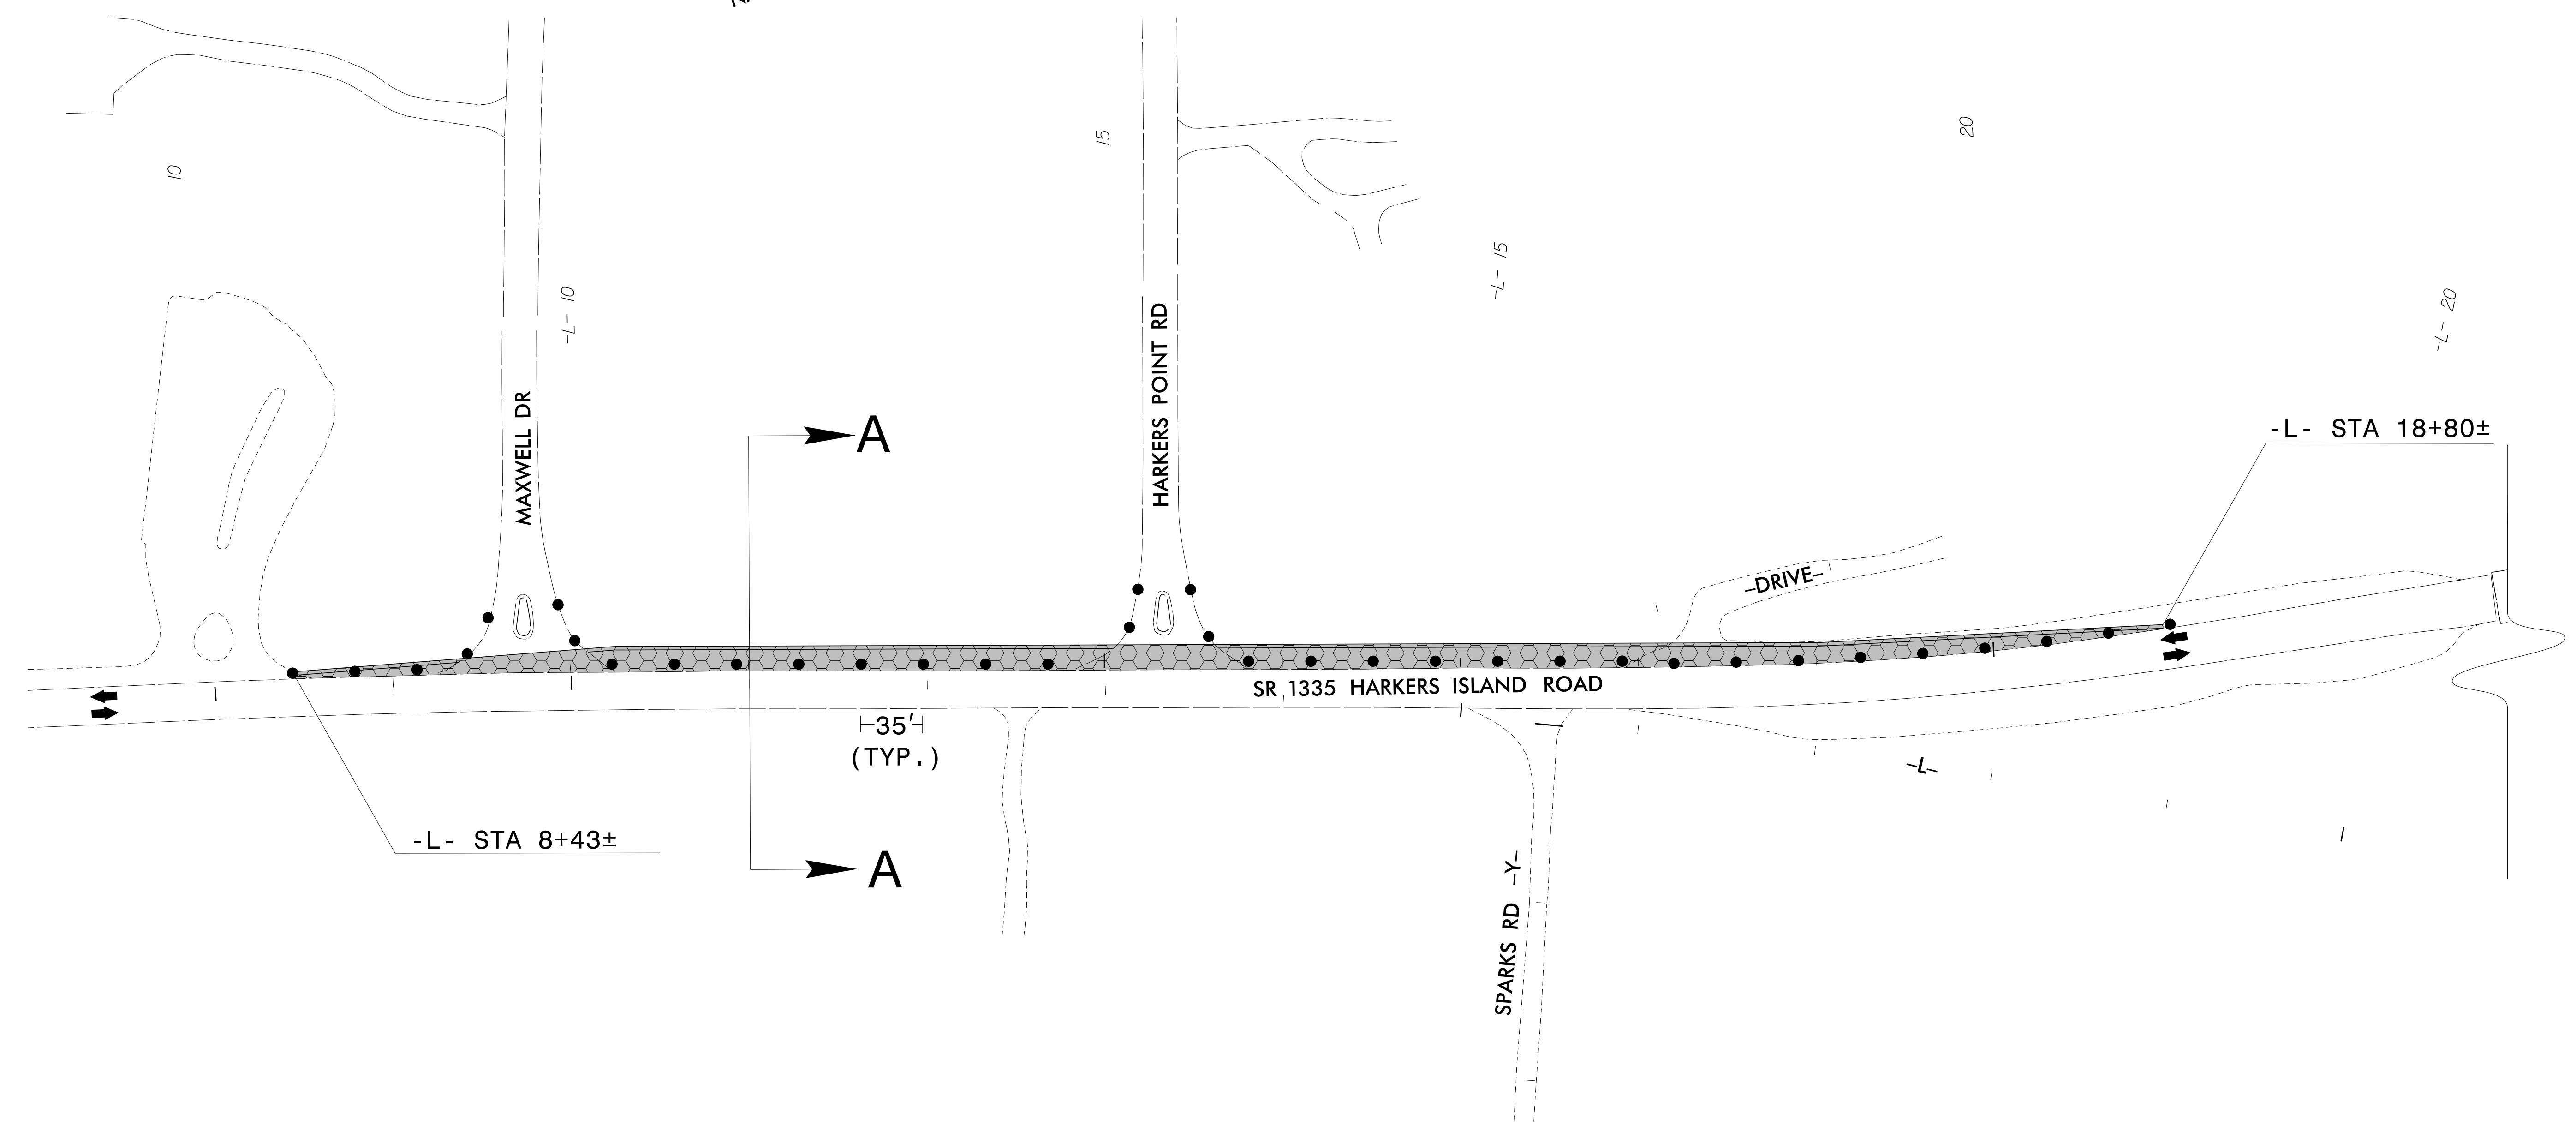 10
15
20
-L- 10
-L- 15
-L- 20
MAXWELL DR
HARKERS POINT RD
A
-L- STA 18+80±
-DRIVE-
SR 1335 HARKERS ISLAND ROAD
35'
(TYP.)
-L-
-L- STA 8+43±
A
SPARKS RD -Y-